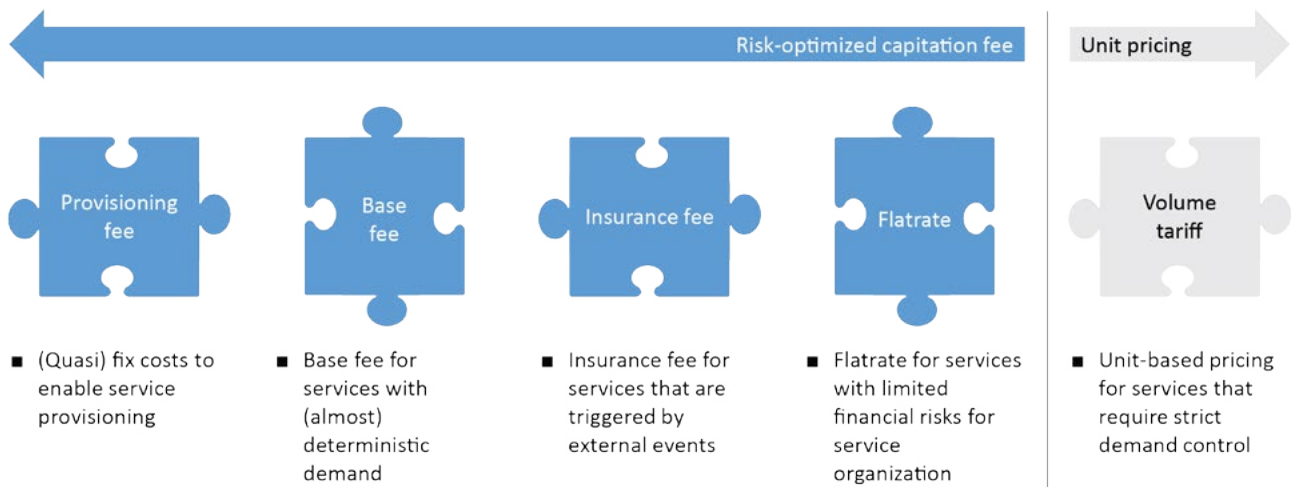 Risk-optimized capitation fee
Unit pricing
Provisioning
fee
Base
fee
Insurance fee
Flatrate
Volume
tariff
■ (Quasi) fix costs to
enable service
provisioning
■ Base fee for
services with
(almost)
deterministic
demand
■ Insurance fee for
services that are
triggered by
external events
■ Flatrate for services
with limited
financial risks for
service
organization
■ Unit-based pricing
for services that
require strict
demand control